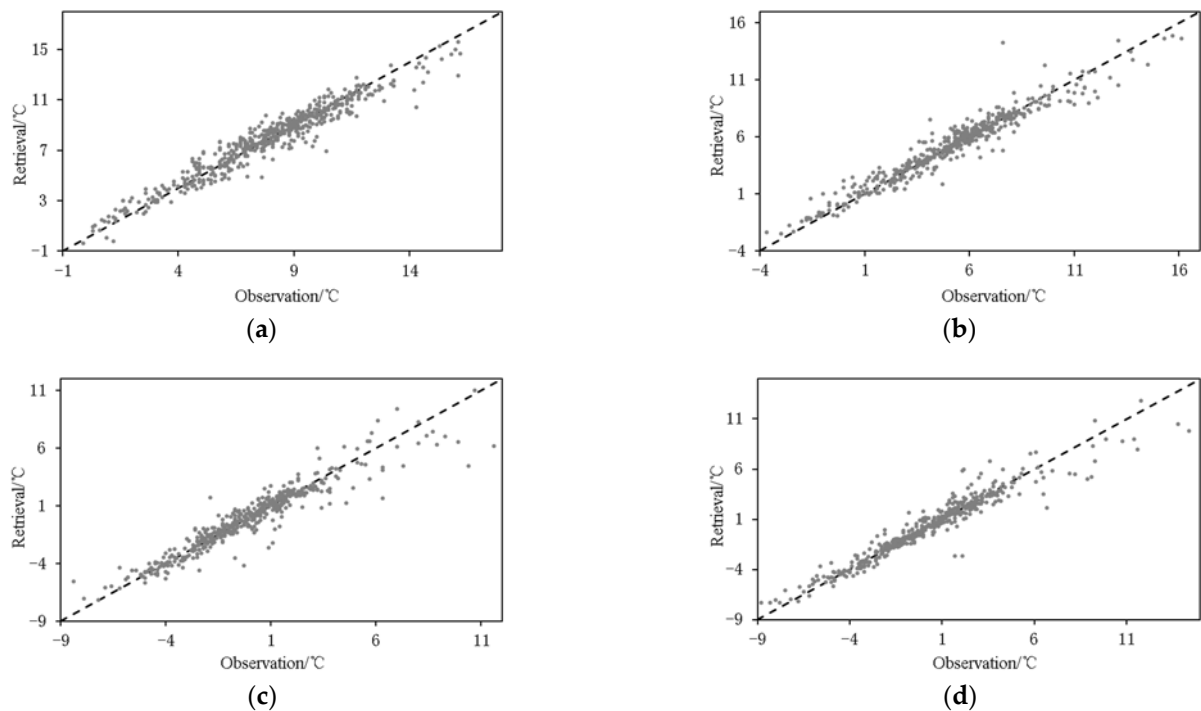 15
11
7
3
−1
−1 4 9 14
Retrieval/℃
Observation/℃
(a)
16
11
6
1
−4
−4 1 6 11 16
Retrieval/℃
Observation/℃
(b)
11
6
1
−4
−9
−9 −4 1 6 11
Retrieval/℃
Observation/℃
(c)
11
6
1
−4
−9
−9 −4 1 6 11
Retrieval/℃
Observation/℃
(d)